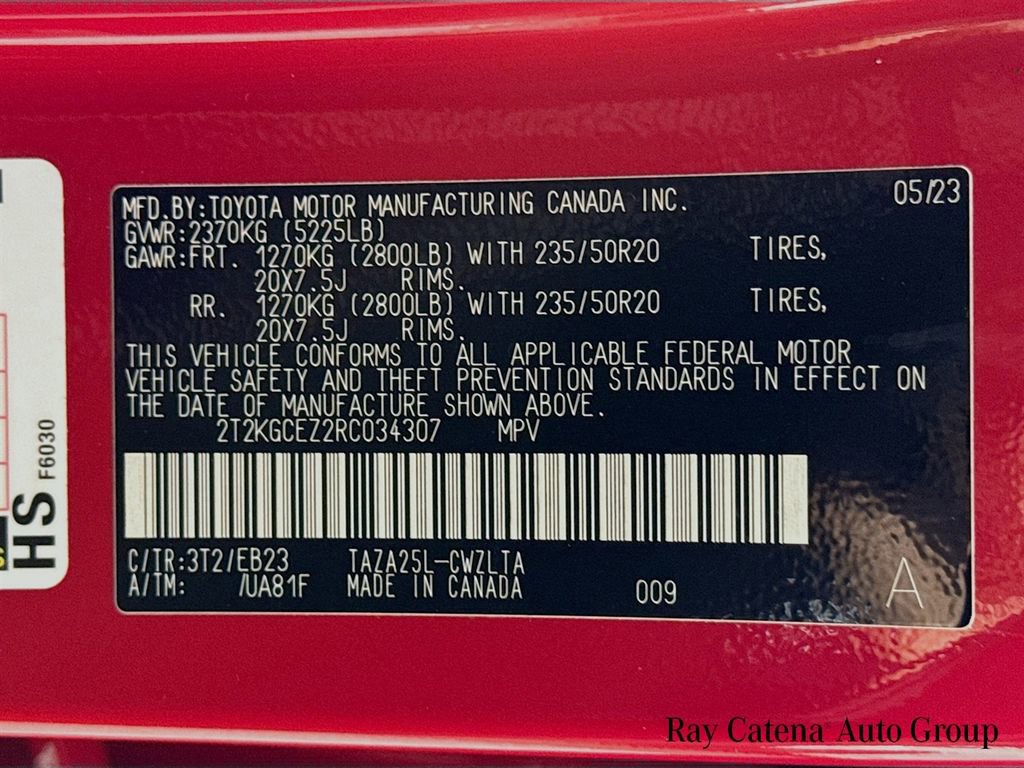 MFD.BY:TOYOTA MOTOR MANUFACTURING CANADA INC. 05/23
GVWR:2370KG (5225LB)
GAWR:FRT. 1270KG (2800LB) WITH 235/50R20 TIRES,
20X7.5J RIMS.
RR. 1270KG (2800LB) WITH 235/50R20 TIRES,
20X7.5J RIMS.
THIS VEHICLE CONFORMS TO ALL APPLICABLE FEDERAL MOTOR
VEHICLE SAFETY AND THEFT PREVENTION STANDARDS IN EFFECT ON
THE DATE OF MANUFACTURE SHOWN ABOVE.
2T2KGCEZ2RC034307 MPV
C/TR:3T2/EB23 TAZA25L-CWZLTA
A/TM: /UA81F MADE IN CANADA 009 A
HS F6030
Ray Catena Auto Group